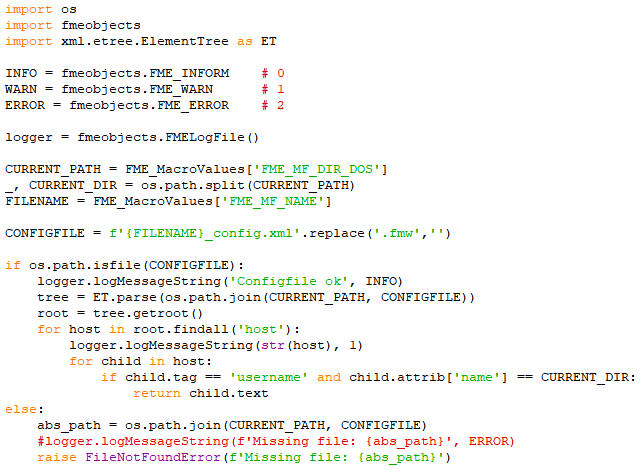 import os
import fmeobjects
import xml.etree.ElementTree as ET

INFO = fmeobjects.FME_INFORM    # 0
WARN = fmeobjects.FME_WARN      # 1
ERROR = fmeobjects.FME_ERROR    # 2

logger = fmeobjects.FMELogFile()

CURRENT_PATH = FME_MacroValues['FME_MF_DIR_DOS']
_, CURRENT_DIR = os.path.split(CURRENT_PATH)
FILENAME = FME_MacroValues['FME_MF_NAME']

CONFIGFILE = f'{FILENAME}_config.xml'.replace('.fmw','')

if os.path.isfile(CONFIGFILE):
    logger.logMessageString('Configfile ok', INFO)
    tree = ET.parse(os.path.join(CURRENT_PATH, CONFIGFILE))
    root = tree.getroot()
    for host in root.findall('host'):
        logger.logMessageString(str(host), 1)
        for child in host:
            if child.tag == 'username' and child.attrib['name'] == CURRENT_DIR:
                return child.text
else:
    abs_path = os.path.join(CURRENT_PATH, CONFIGFILE)
    #logger.logMessageString(f'Missing file: {abs_path}', ERROR)
    raise FileNotFoundError(f'Missing file: {abs_path}')